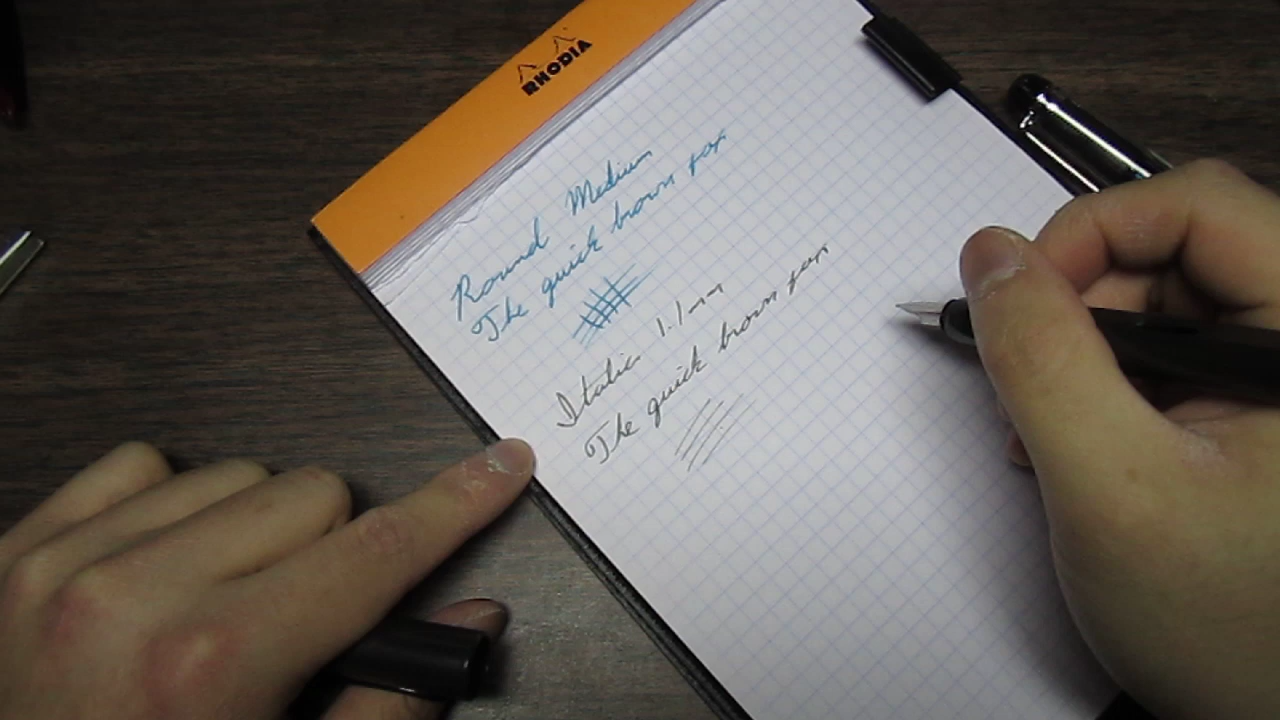 RHODIA
Round Medium
The quick brown fox
Italic 1.1mm
The quick brown fox